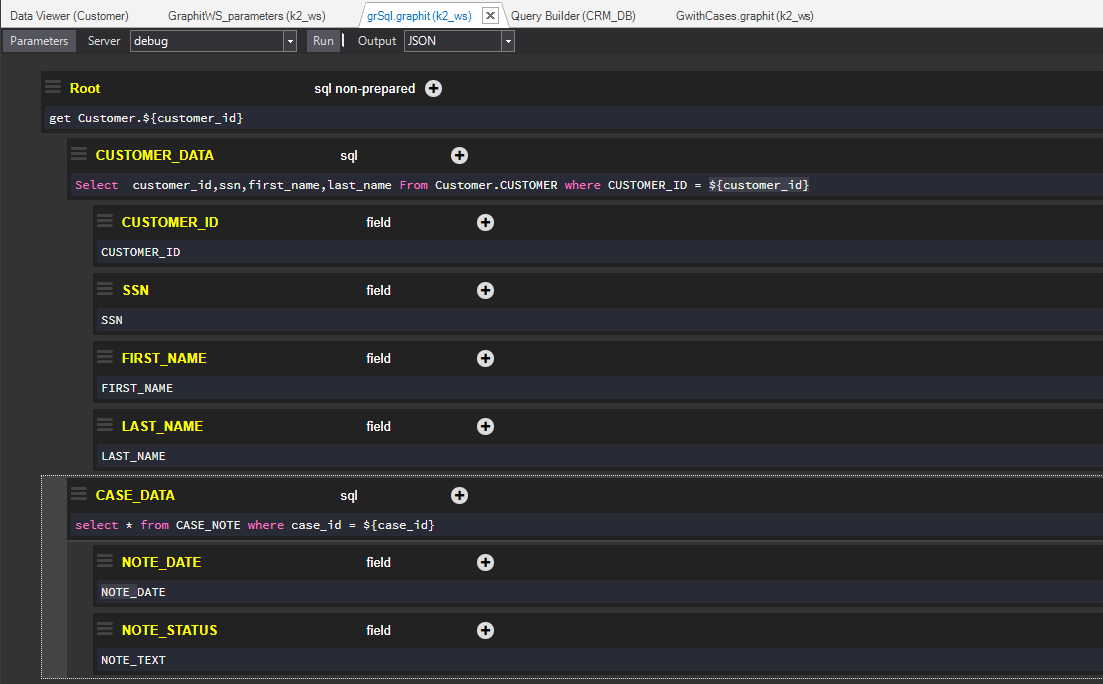 Data Viewer (Customer) GraphitWS_parameters (k2_ws) grSql.graphit (k2_ws) Query Builder (CRM_DB) GwithCases.graphit (k2_ws)
Parameters Server debug Run Output JSON
Root sql non-prepared
get Customer.${customer_id}
CUSTOMER_DATA sql
Select customer_id,ssn,first_name,last_name From Customer.CUSTOMER where CUSTOMER_ID = ${customer_id}
CUSTOMER_ID field
CUSTOMER_ID
SSN field
SSN
FIRST_NAME field
FIRST_NAME
LAST_NAME field
LAST_NAME
CASE_DATA sql
select * from CASE_NOTE where case_id = ${case_id}
NOTE_DATE field
NOTE_DATE
NOTE_STATUS field
NOTE_TEXT